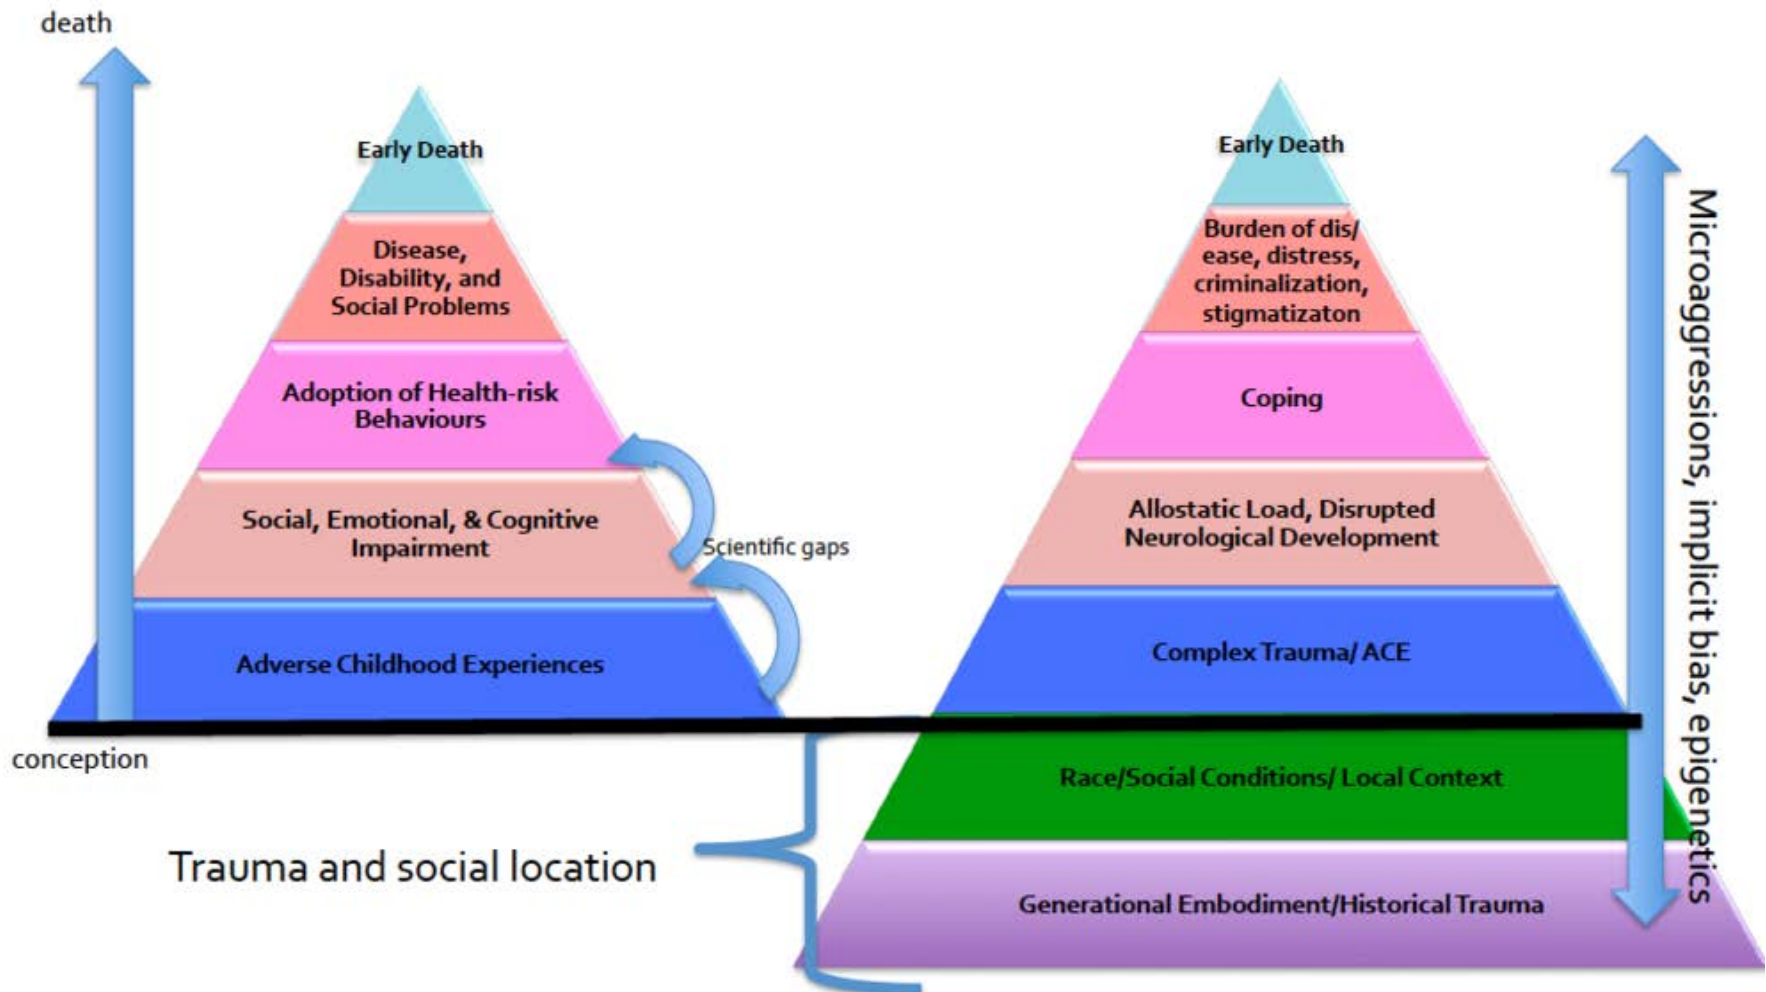 death
Early Death
Disease,
Disability, and
Social Problems
Adoption of Health-risk
Behaviours
Social, Emotional, & Cognitive
Impairment
Scientific gaps
Adverse Childhood Experiences
conception
Trauma and social location
Early Death
Burden of dis/
ease, distress,
criminalization,
stigmatizaton
Coping
Allostatic Load, Disrupted
Neurological Development
Complex Trauma/ ACE
Race/Social Conditions/ Local Context
Generational Embodiment/Historical Trauma
Microaggressions, implicit bias, epigenetics